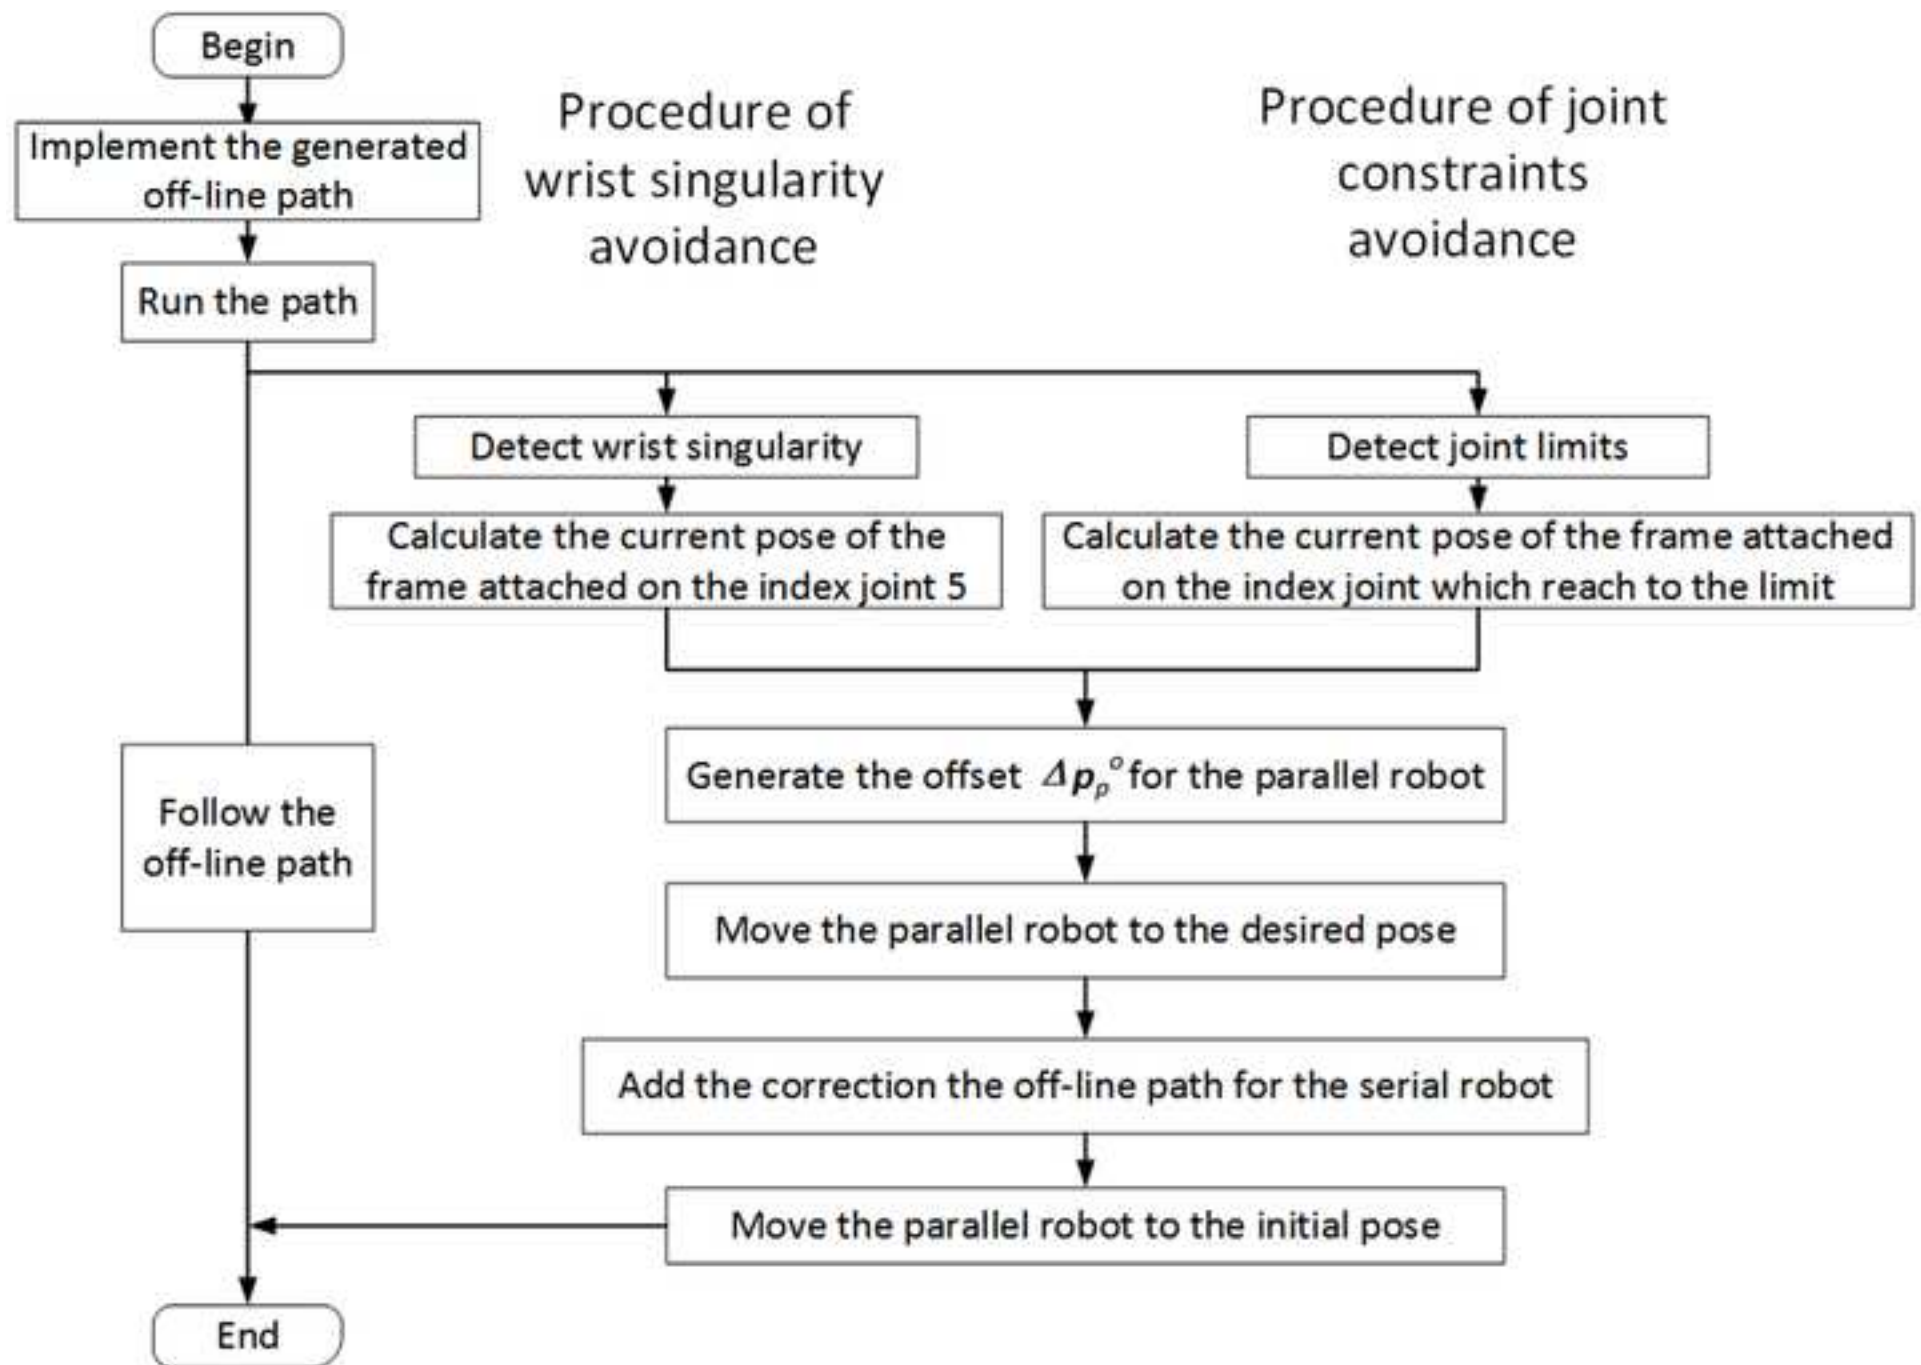 Begin
Implement the generated
off-line path
Run the path
Procedure of
wrist singularity
avoidance
Procedure of joint
constraints
avoidance
Detect wrist singularity
Detect joint limits
Calculate the current pose of the
frame attached on the index joint 5
Calculate the current pose of the frame attached
on the index joint which reach to the limit
Follow the
off-line path
Generate the offset Δpₚᵒ for the parallel robot
Move the parallel robot to the desired pose
Add the correction the off-line path for the serial robot
Move the parallel robot to the initial pose
End